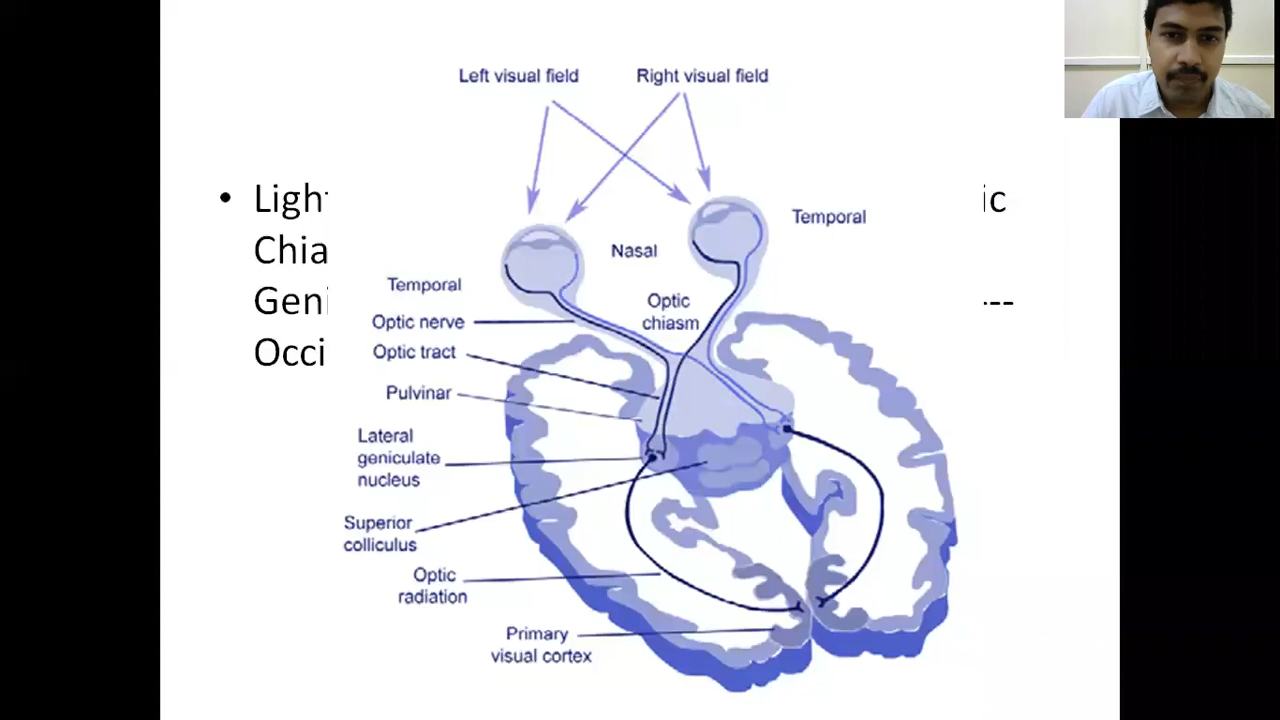 Left visual field
Right visual field
• Light
ic
Temporal
Chia
Nasal
Temporal
Geni
Optic
chiasm
---
Optic nerve
Optic tract
Occi
Pulvinar
Lateral
geniculate
nucleus
Superior
colliculus
Optic
radiation
Primary
visual cortex